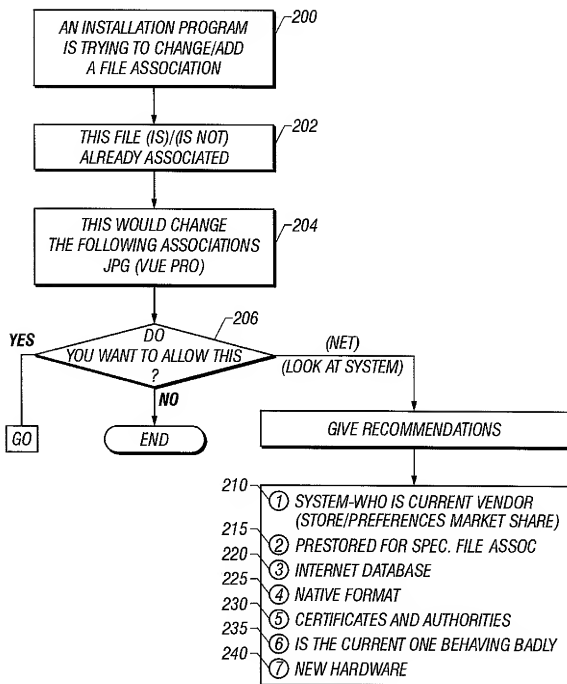 AN INSTALLATION PROGRAM
IS TRYING TO CHANGE/ADD
A FILE ASSOCIATION
200
THIS FILE (IS)/(IS NOT)
ALREADY ASSOCIATED
202
THIS WOULD CHANGE
THE FOLLOWING ASSOCIATIONS
JPG (VUE PRO)
204
206
DO
YOU WANT TO ALLOW THIS
?
YES
GO
NO
END
(NET)
(LOOK AT SYSTEM)
GIVE RECOMMENDATIONS
210
① SYSTEM-WHO IS CURRENT VENDOR
(STORE/PREFERENCES MARKET SHARE)
215
② PRESTORED FOR SPEC. FILE ASSOC
220
③ INTERNET DATABASE
225
④ NATIVE FORMAT
230
⑤ CERTIFICATES AND AUTHORITIES
235
⑥ IS THE CURRENT ONE BEHAVING BADLY
240
⑦ NEW HARDWARE